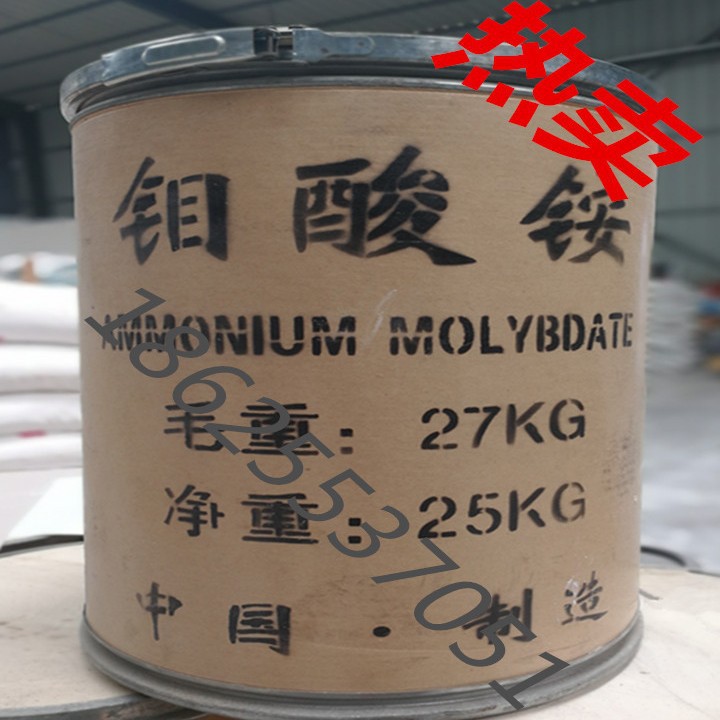 热卖
钼酸铵
AMMONIUM MOLYBDATE
毛重：27KG
净重：25KG
中国·制造
18625537051